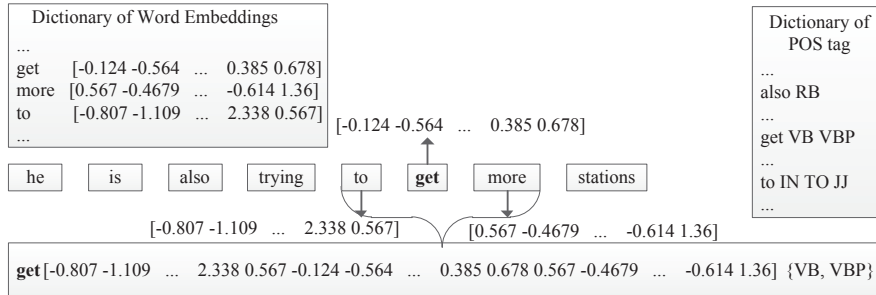 Dictionary of Word Embeddings
...
get [-0.124 -0.564 ... 0.385 0.678]
more [0.567 -0.4679 ... -0.614 1.36]
to [-0.807 -1.109 ... 2.338 0.567]
...
Dictionary of
POS tag
...
also RB
...
get VB VBP
...
to IN TO JJ
...
[-0.124 -0.564 ... 0.385 0.678]
he is also trying to get more stations
[-0.807 -1.109 ... 2.338 0.567] [0.567 -0.4679 ... -0.614 1.36]
get [-0.807 -1.109 ... 2.338 0.567 -0.124 -0.564 ... 0.385 0.678 0.567 -0.4679 ... -0.614 1.36] {VB, VBP}